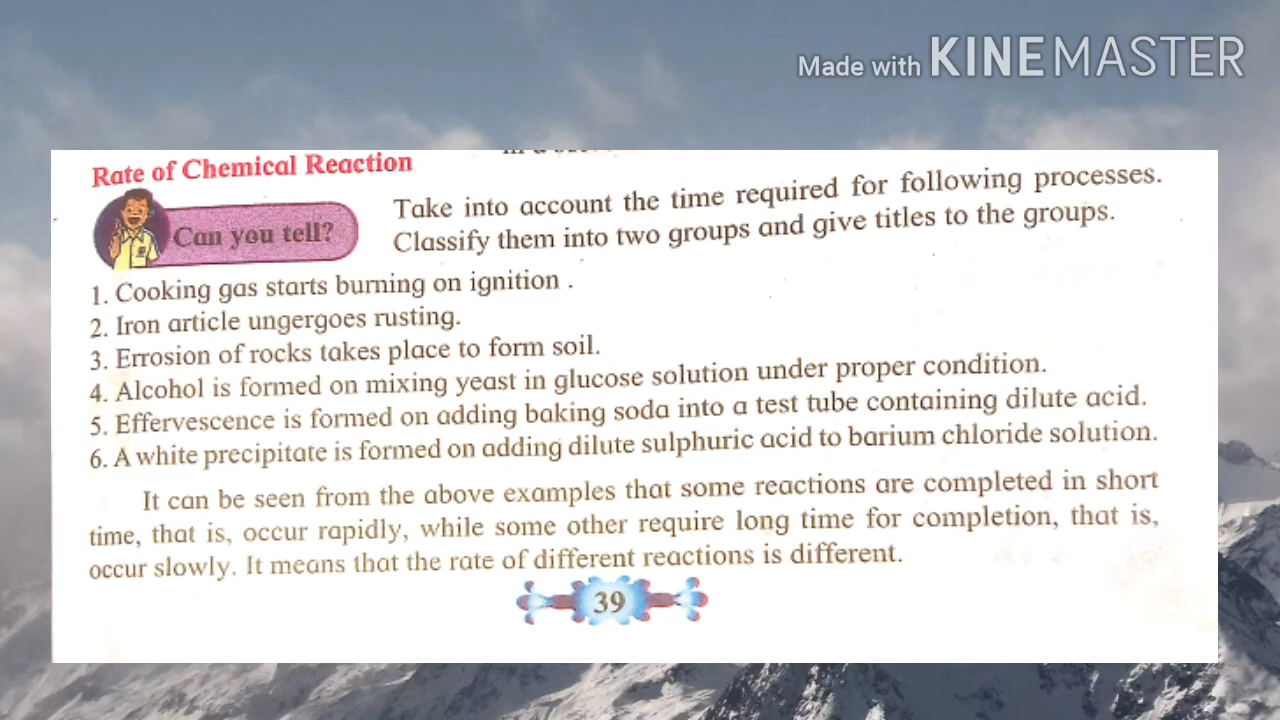 Made with KINEMASTER
Rate of Chemical Reaction
Can you tell?
Take into account the time required for following processes.
Classify them into two groups and give titles to the groups.
1. Cooking gas starts burning on ignition .
2. Iron article ungergoes rusting.
3. Errosion of rocks takes place to form soil.
4. Alcohol is formed on mixing yeast in glucose solution under proper condition.
5. Effervescence is formed on adding baking soda into a test tube containing dilute acid.
6. A white precipitate is formed on adding dilute sulphuric acid to barium chloride solution.
It can be seen from the above examples that some reactions are completed in short
time, that is, occur rapidly, while some other require long time for completion, that is,
occur slowly. It means that the rate of different reactions is different.
39